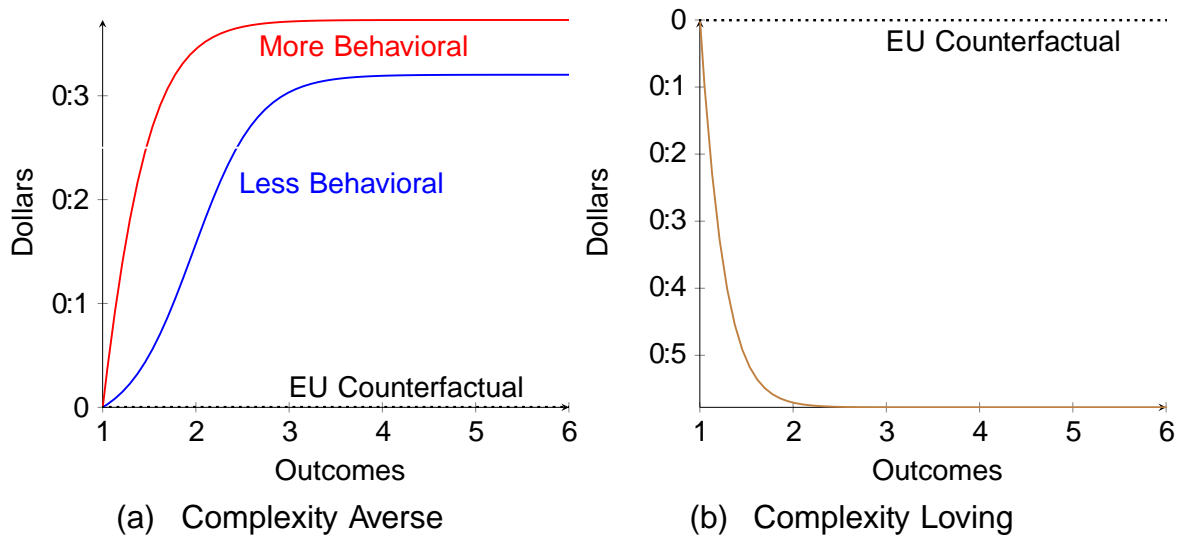 More Behavioral
0:3
Less Behavioral
0:2
0:1
EU Counterfactual
0
1 2 3 4 5 6
Dollars
Outcomes
(a) Complexity Averse
0
EU Counterfactual
0:1
0:2
0:3
0:4
0:5
1 2 3 4 5 6
Dollars
Outcomes
(b) Complexity Loving